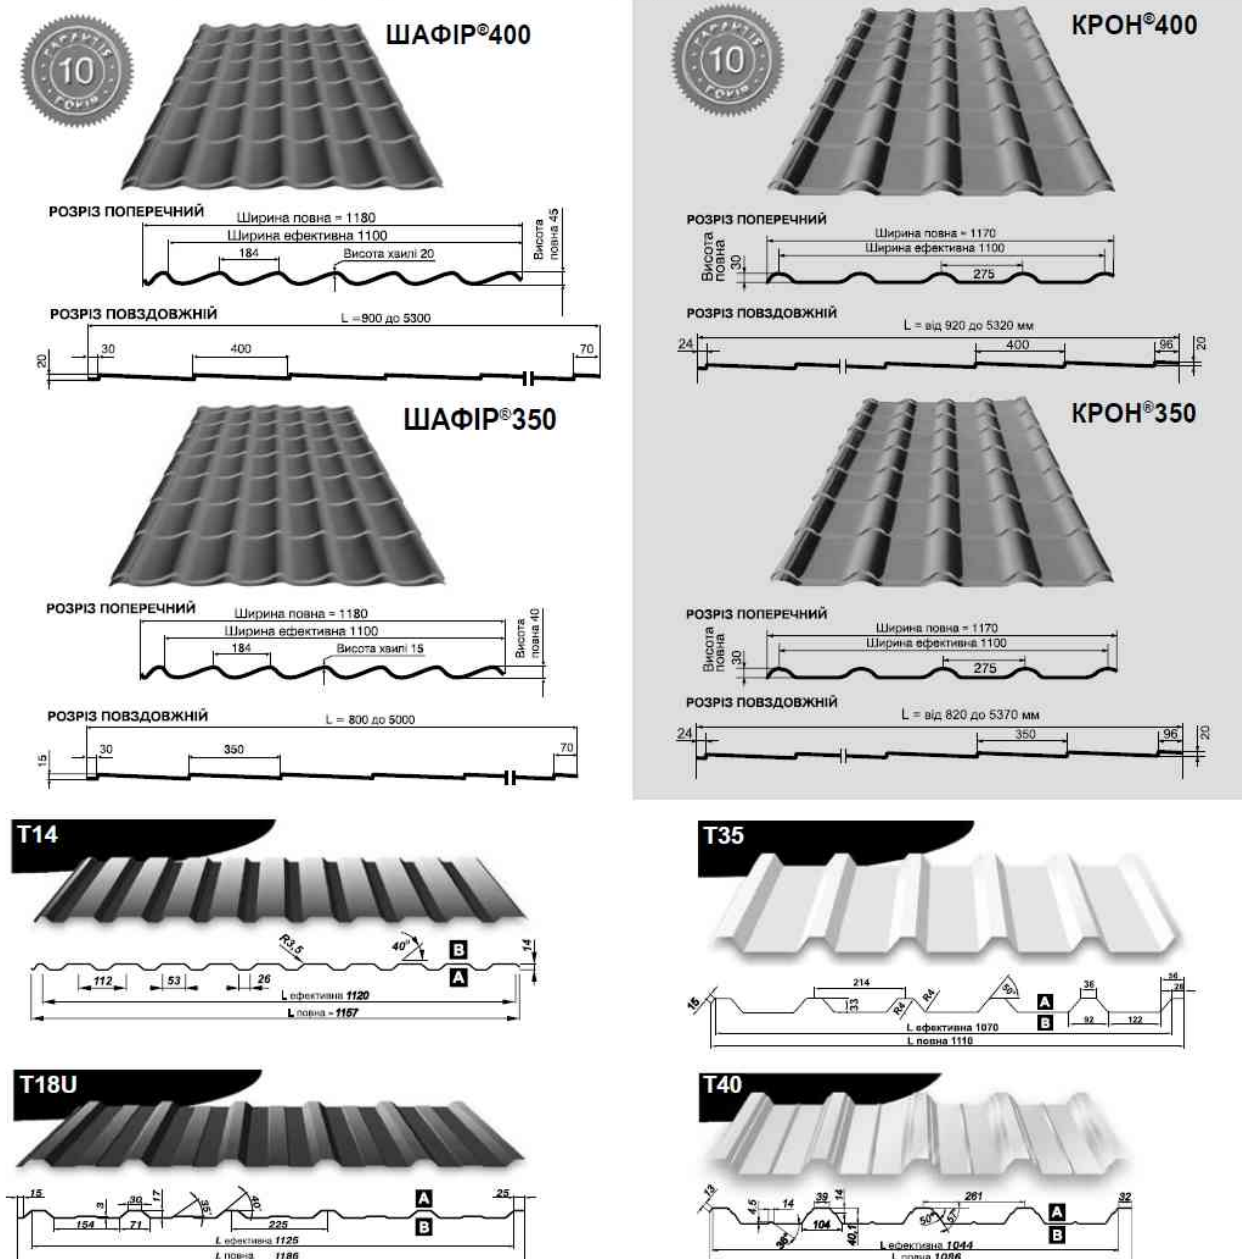 ГАРАНТІЯ
10
РОКІВ
ШАФІР®400
РОЗРІЗ ПОПЕРЕЧНИЙ
Ширина повна = 1180
Ширина ефективна 1100
184
Висота хвилі 20
Висота повна 45
РОЗРІЗ ПОВЗДОВЖНІЙ
L =900 до 5300
20
30
400
70
ГАРАНТІЯ
10
РОКІВ
КРОН®400
РОЗРІЗ ПОПЕРЕЧНИЙ
Ширина повна = 1170
Ширина ефективна 1100
Висота повна
30
275
РОЗРІЗ ПОВЗДОВЖНІЙ
L = від 920 до 5320 мм
24
400
96
20
ШАФІР®350
РОЗРІЗ ПОПЕРЕЧНИЙ
Ширина повна = 1180
Ширина ефективна 1100
184
Висота хвилі 15
Висота повна 40
РОЗРІЗ ПОВЗДОВЖНІЙ
L = 800 до 5000
15
30
350
70
КРОН®350
РОЗРІЗ ПОПЕРЕЧНИЙ
Ширина повна = 1170
Ширина ефективна 1100
Висота повна
30
275
РОЗРІЗ ПОВЗДОВЖНІЙ
L = від 820 до 5370 мм
24
350
96
20
T14
R3,5
40°
B
A
14
112
53
26
L ефективна 1120
L повна = 1157
T35
15
214
33
R4
R4
50°
36
A
B
92
122
36
26
L ефективна 1070
L повна 1110
T18U
15
3
30
17
35°
40°
A
B
25
154
71
225
L ефективна 1125
L повна 1186
T40
13
4,5
14
39
14
261
32
36°
104
40,1
50°
57°
A
B
L ефективна 1044
L повна 1086